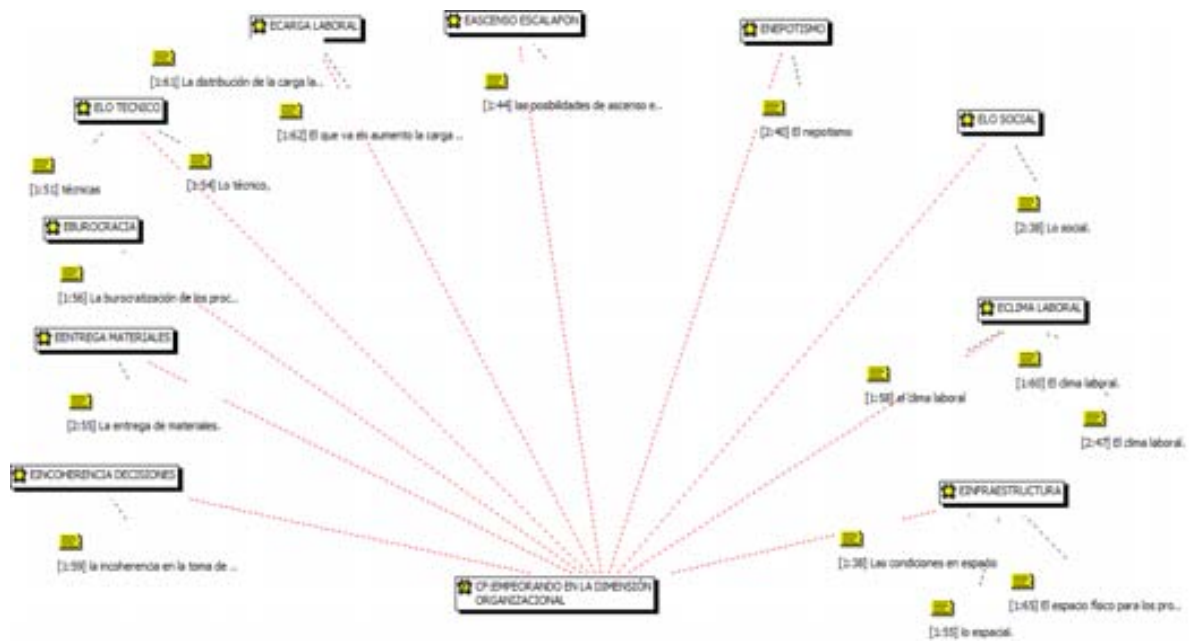 ECARGA LABORAL
EASCENSO ESCALAFON
ENEPOTISMO
[1:61] La distribución de la carga la..
[1:44] las posibilidades de ascenso e..
ELO TECNICO
[1:62] El que va en aumento la carga ..
[2:40] El nepotismo
ELO SOCIAL
[1:51] técnicas
[1:54] Lo técnico.
[2:38] Lo social.
EBUROCRACIA
[1:56] La burocratización de los proc...
ECLIMA LABORAL
EENTREGA MATERIALES
[1:60] El clima laboral.
[1:58] el clima laboral
[2:55] La entrega de materiales.
[2:47] El clima laboral.
EINCOHERENCIA DECISIONES
EINFRAESTRUCTURA
[1:59] la incoherencia en la toma de ..
[1:38] Las condiciones en espacio
CP:EMPEORANDO EN LA DIMENSIÓN
ORGANIZACIONAL
[1:65] El espacio físico para los pro...
[1:55] lo espacial.